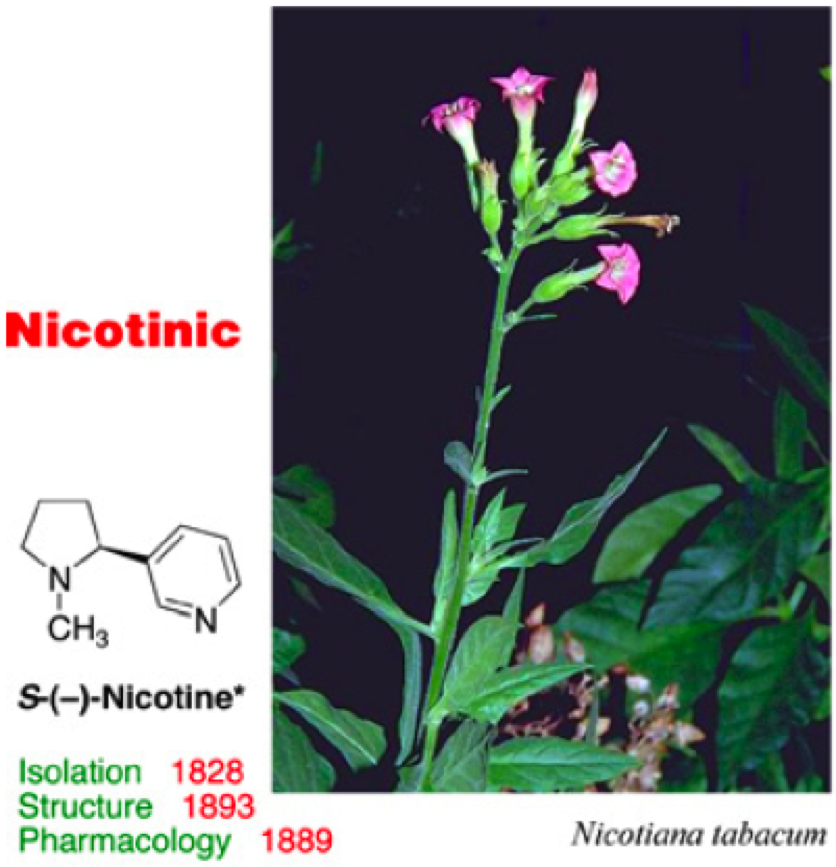 Nicotinic
N
CH3
N
S-(–)-Nicotine*
Isolation 1828
Structure 1893
Pharmacology 1889
Nicotiana tabacum